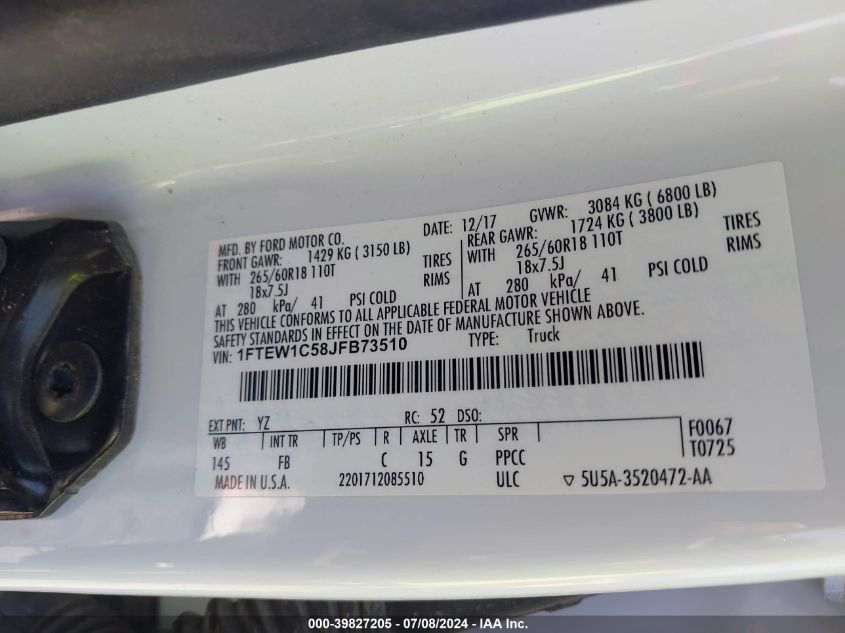 MFD. BY FORD MOTOR CO. DATE: 12/17 GVWR: 3084 KG ( 6800 LB)
FRONT GAWR: 1429 KG ( 3150 LB) REAR GAWR: 1724 KG ( 3800 LB)
WITH 265/60R18 110T TIRES WITH 265/60R18 110T TIRES
18x7.5J RIMS 18x7.5J RIMS
AT 280 kPa/ 41 PSI COLD AT 280 kPa/ 41 PSI COLD
THIS VEHICLE CONFORMS TO ALL APPLICABLE FEDERAL MOTOR VEHICLE
SAFETY STANDARDS IN EFFECT ON THE DATE OF MANUFACTURE SHOWN ABOVE.
VIN: 1FTEW1C58JFB73510 TYPE: Truck
EXT PNT: YZ RC: 52 DSO:
WB INT TR TP/PS R AXLE TR SPR F0067
145 FB C 15 G PPCC T0725
MADE IN U.S.A. 2201712085510 ULC ▽ 5U5A-3520472-AA
000-39827205 - 07/08/2024 - IAA Inc.